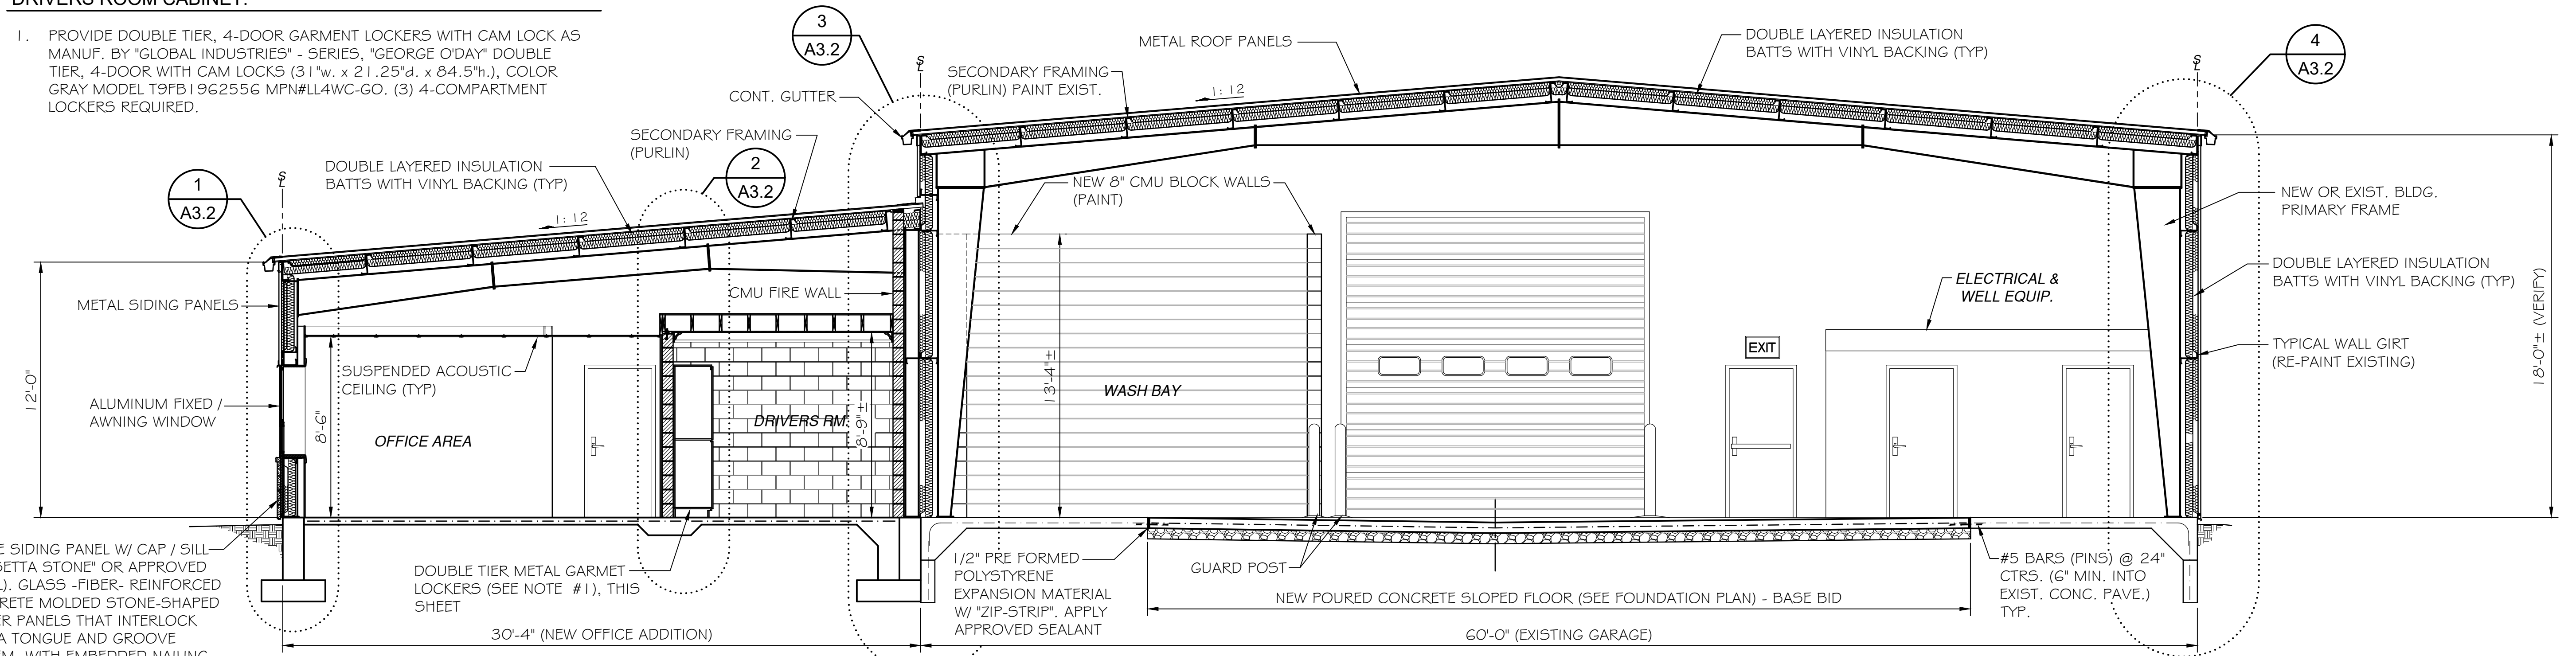 DRIVERS ROOM CABINET:
1. PROVIDE DOUBLE TIER, 4-DOOR GARMENT LOCKERS WITH CAM LOCK AS
MANUF. BY "GLOBAL INDUSTRIES" - SERIES, "GEORGE O'DAY" DOUBLE
TIER, 4-DOOR WITH CAM LOCKS (31"w. x 21.25"d. x 84.5"h.), COLOR
GRAY MODEL T9FB1962556 MPN#LL4WC-GO. (3) 4-COMPARTMENT
LOCKERS REQUIRED.
3
A3.2
METAL ROOF PANELS
DOUBLE LAYERED INSULATION
BATTS WITH VINYL BACKING (TYP)
4
A3.2
SECONDARY FRAMING
(PURLIN) PAINT EXIST.
1: 12
CONT. GUTTER
SECONDARY FRAMING
(PURLIN)
DOUBLE LAYERED INSULATION
BATTS WITH VINYL BACKING (TYP)
2
A3.2
1
A3.2
1: 12
NEW 8" CMU BLOCK WALLS
(PAINT)
NEW OR EXIST. BLDG.
PRIMARY FRAME
DOUBLE LAYERED INSULATION
BATTS WITH VINYL BACKING (TYP)
18'-0"± (VERIFY)
ELECTRICAL &
WELL EQUIP.
METAL SIDING PANELS
CMU FIRE WALL
EXIT
TYPICAL WALL GIRT
(RE-PAINT EXISTING)
12'-0"
SUSPENDED ACOUSTIC
CEILING (TYP)
ALUMINUM FIXED /
AWNING WINDOW
8'-6"
OFFICE AREA
DRIVERS RM.
8'-9"±
13'-4"±
WASH BAY
E SIDING PANEL W/ CAP / SILL
SETTA STONE" OR APPROVED
L). GLASS -FIBER- REINFORCED
CRETE MOLDED STONE-SHAPED
ER PANELS THAT INTERLOCK
A TONGUE AND GROOVE
EM, WITH EMBEDDED NAILING
DOUBLE TIER METAL GARMET
LOCKERS (SEE NOTE #1), THIS
SHEET
1/2" PRE FORMED
POLYSTYRENE
EXPANSION MATERIAL
W/ "ZIP-STRIP". APPLY
APPROVED SEALANT
GUARD POST
NEW POURED CONCRETE SLOPED FLOOR (SEE FOUNDATION PLAN) - BASE BID
#5 BARS (PINS) @ 24"
CTRS. (6" MIN. INTO
EXIST. CONC. PAVE.)
TYP.
30'-4" (NEW OFFICE ADDITION)
60'-0" (EXISTING GARAGE)